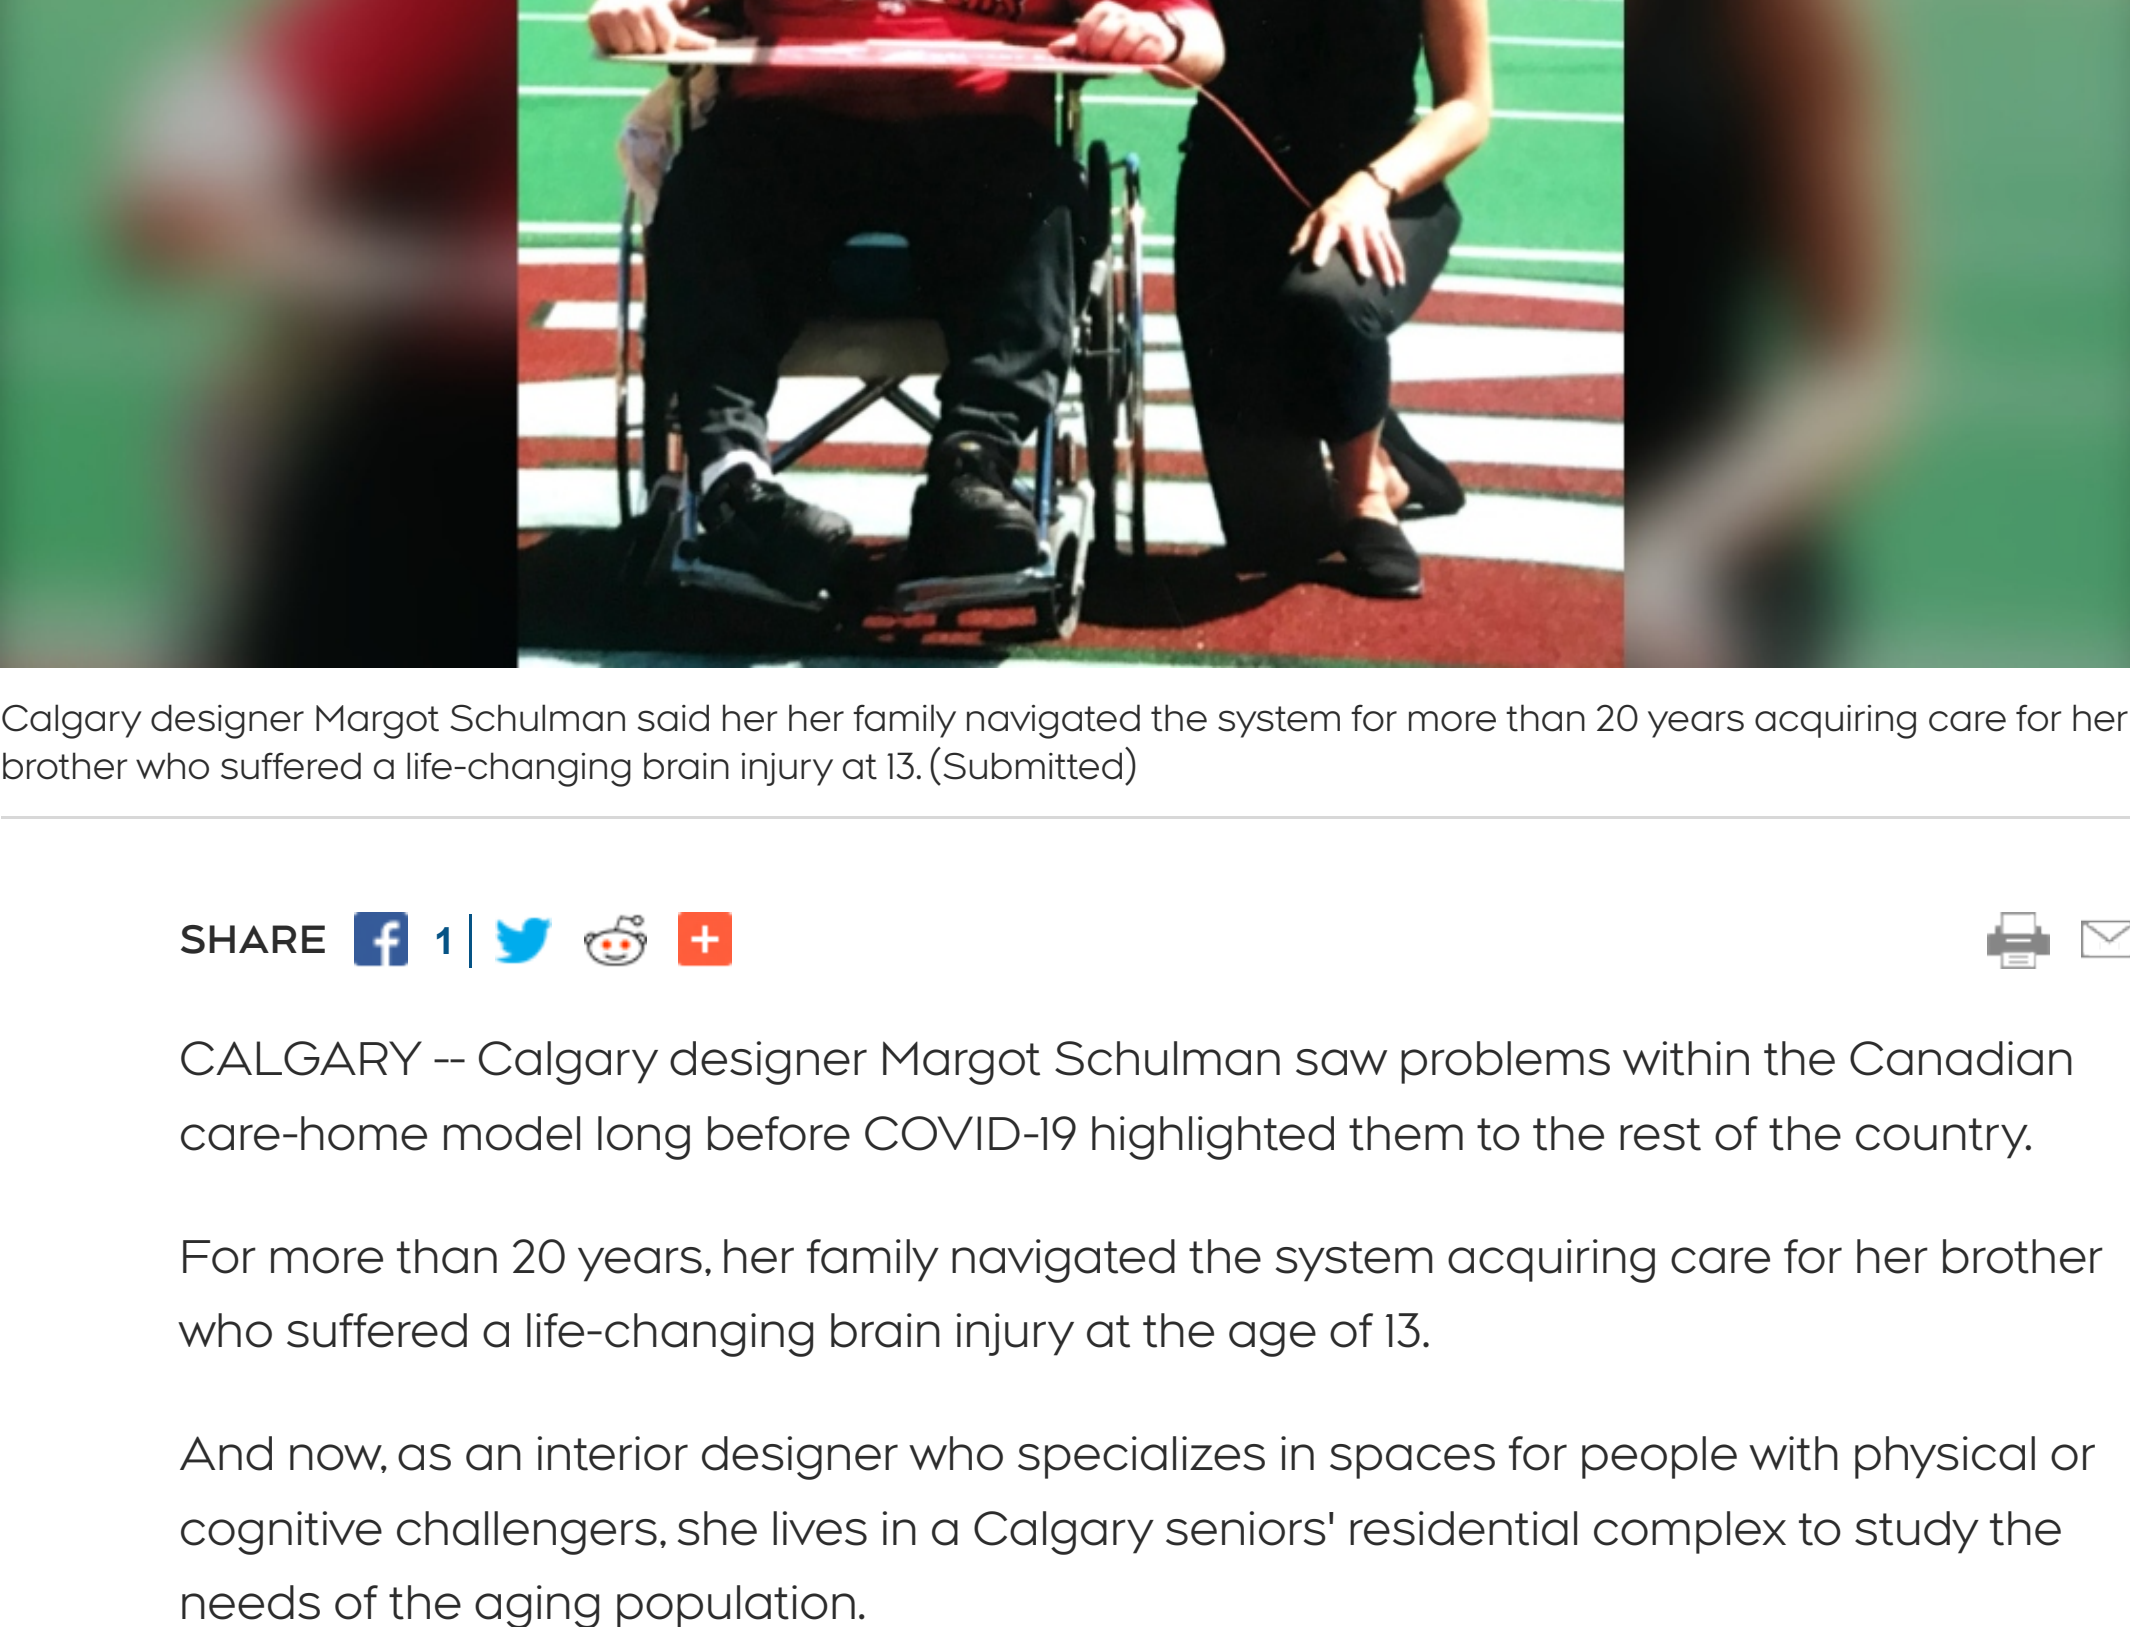 Calgary designer Margot Schulman said her her family navigated the system for more than 20 years acquiring care for her
brother who suffered a life-changing brain injury at 13. (Submitted)
SHARE f 1
CALGARY -- Calgary designer Margot Schulman saw problems within the Canadian
care-home model long before COVID-19 highlighted them to the rest of the country.
For more than 20 years, her family navigated the system acquiring care for her brother
who suffered a life-changing brain injury at the age of 13.
And now, as an interior designer who specializes in spaces for people with physical or
cognitive challengers, she lives in a Calgary seniors' residential complex to study the
needs of the aging population.